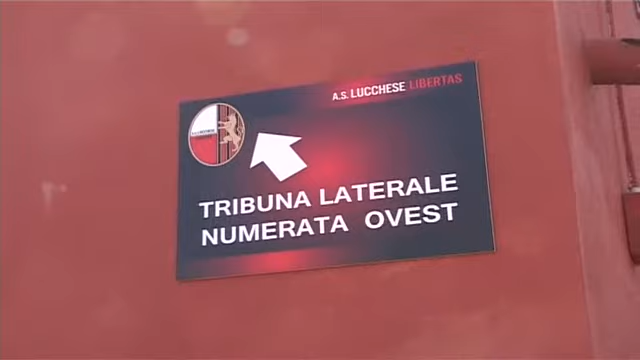 A.S. LUCCHESE LIBERTAS
TRIBUNA LATERALE
NUMERATA OVEST